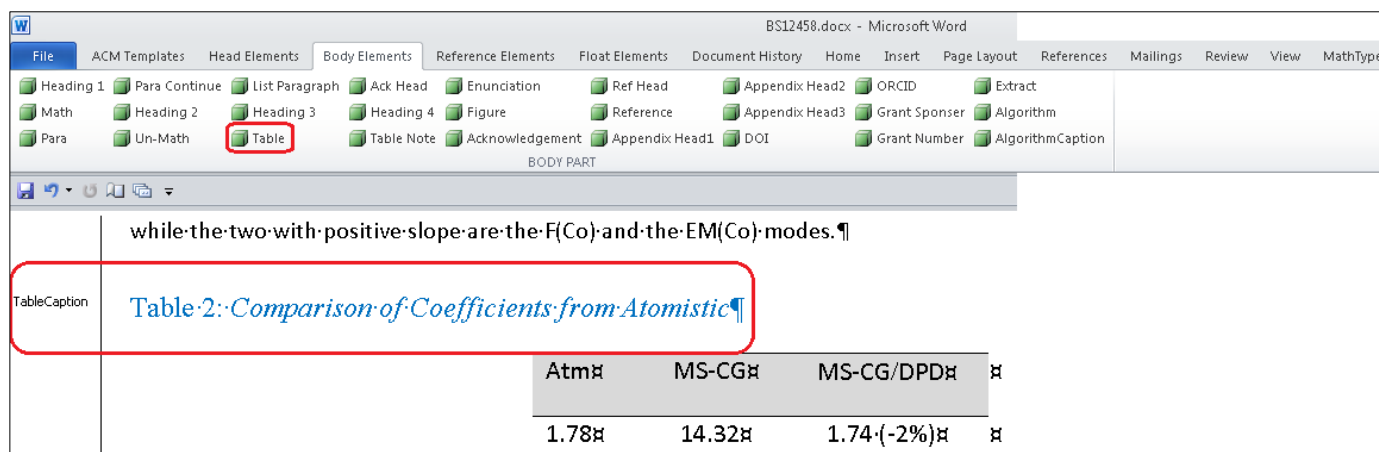 W BS12458.docx - Microsoft Word
File ACM Templates Head Elements Body Elements Reference Elements Float Elements Document History Home Insert Page Layout References Mailings Review View MathType
Heading 1 Para Continue List Paragraph Ack Head Enunciation Ref Head Appendix Head2 ORCID Extract
Math Heading 2 Heading 3 Heading 4 Figure Reference Appendix Head3 Grant Sponser Algorithm
Para Un-Math Table Table Note Acknowledgement Appendix Head1 DOI Grant Number AlgorithmCaption
BODY PART
while·the·two·with·positive·slope·are·the·F(Co)·and·the·EM(Co)·modes.¶
TableCaption Table·2:·Comparison·of·Coefficients·from·Atomistic¶
Atm¤ MS-CG¤ MS-CG/DPD¤ ¤
1.78¤ 14.32¤ 1.74·(-2%)¤ ¤